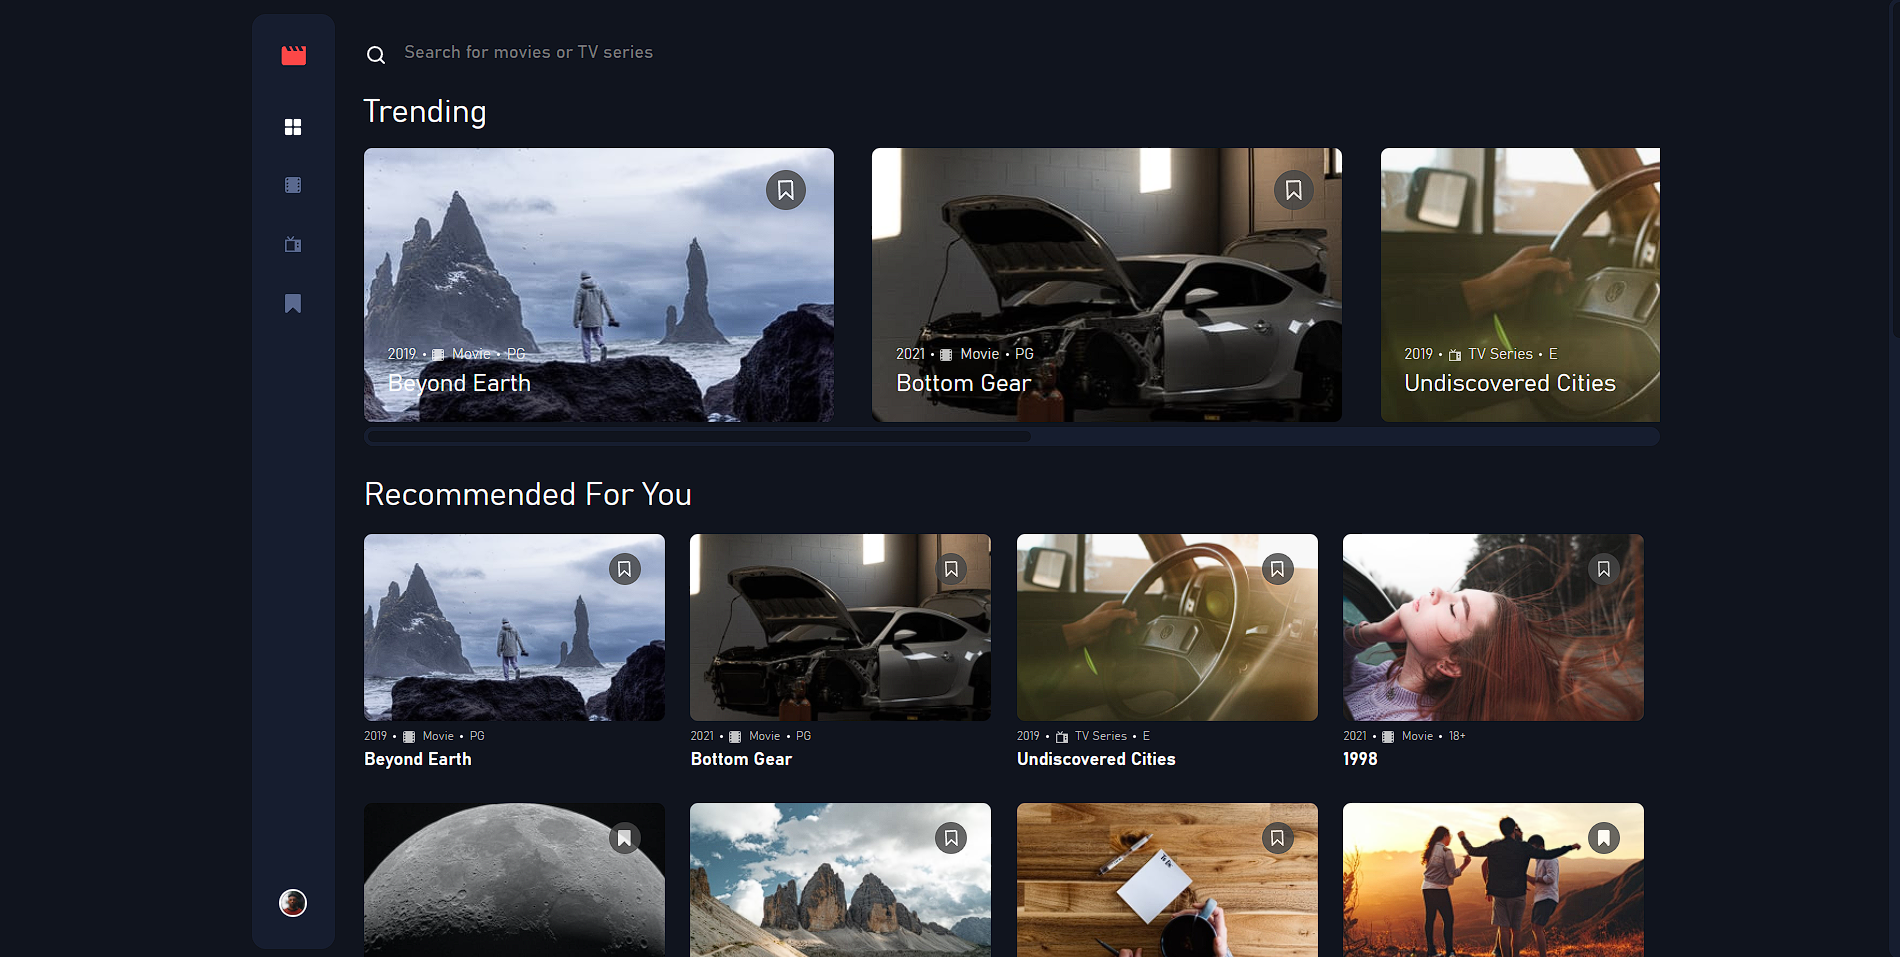 Search for movies or TV series
Trending
2019 • Movie • PG
Beyond Earth
2021 • Movie • PG
Bottom Gear
2019 • TV Series • E
Undiscovered Cities
Recommended For You
2019 • Movie • PG
Beyond Earth
2021 • Movie • PG
Bottom Gear
2019 • TV Series • E
Undiscovered Cities
2021 • Movie • 18+
1998
To Do